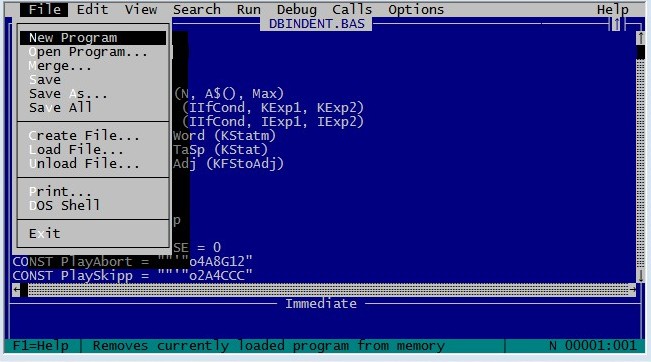 File Edit View Search Run Debug Calls Options Help
DBINDENT.BAS
New Program
Open Program...
Merge...
Save
Save As... (N, A$(), Max)
Save All (IIfCond, KExp1, KExp2)
(IIfCond, IExp1, IExp2)
Create File... Word (KStatm)
Load File... TaSp (KStat)
Unload File... Adj (KFStoAdj)
Print...
DOS Shell
p
Exit
SE = 0
CONST PlayAbort = ""'"o4A8G12"
CONST PlaySkipp = ""'"o2A4CCC"
Immediate
F1=Help | Removes currently loaded program from memory | N 00001:001